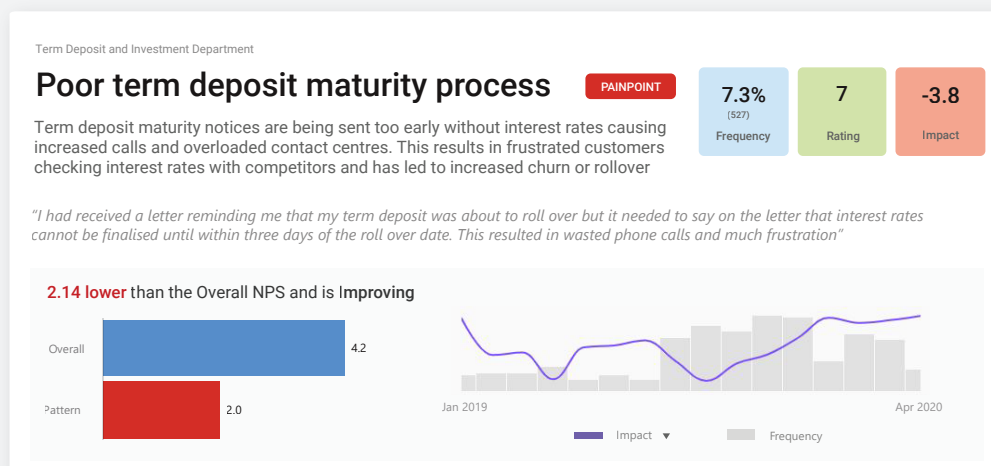 Term Deposit and Investment Department
Poor term deposit maturity process
PAINPOINT
7.3%
(527)
Frequency
7
Rating
-3.8
Impact
Term deposit maturity notices are being sent too early without interest rates causing
increased calls and overloaded contact centres. This results in frustrated customers
checking interest rates with competitors and has led to increased churn or rollover
“I had received a letter reminding me that my term deposit was about to roll over but it needed to say on the letter that interest rates
cannot be finalised until within three days of the roll over date. This resulted in wasted phone calls and much frustration”
2.14 lower than the Overall NPS and is Improving
Overall
4.2
Pattern
2.0
Jan 2019
Apr 2020
Impact ▼
Frequency